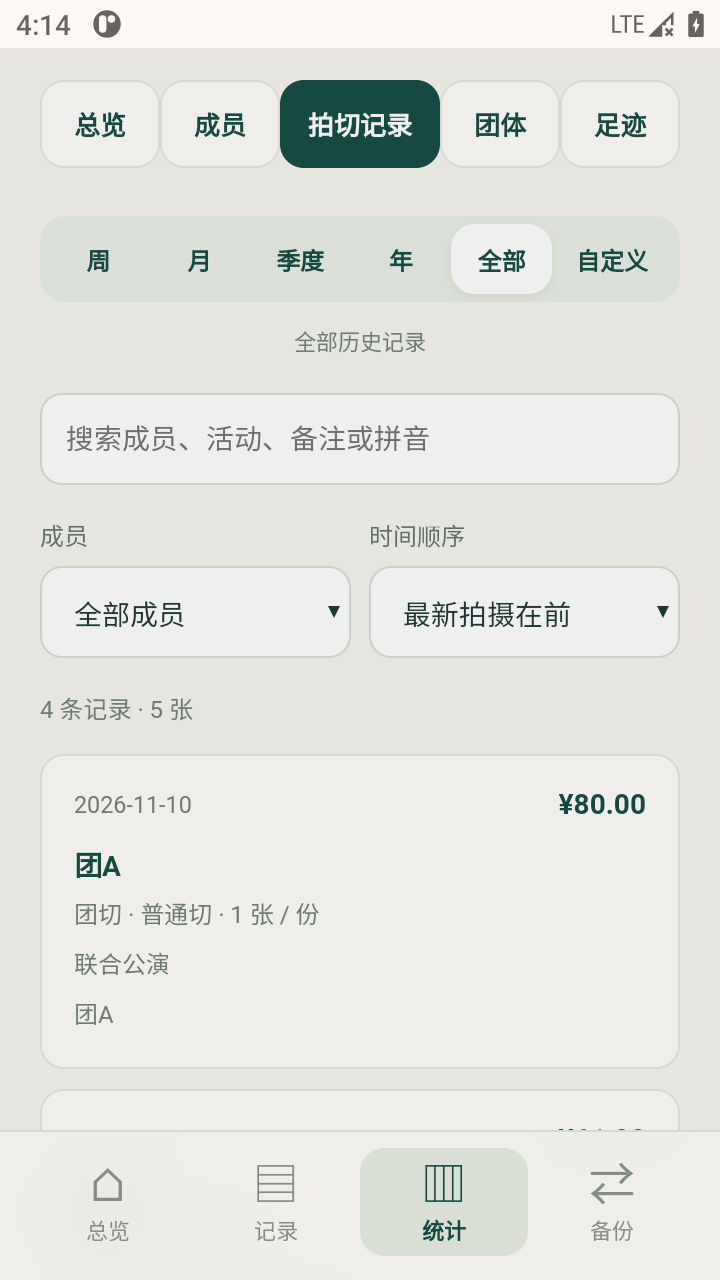 4:14 LTE
总览 成员 拍切记录 团体 足迹
周 月 季度 年 全部 自定义
全部历史记录
搜索成员、活动、备注或拼音
成员 时间顺序
全部成员 最新拍摄在前
4 条记录 · 5 张
2026-11-10 ¥80.00
团A
团切 · 普通切 · 1 张 / 份
联合公演
团A
总览 记录 统计 备份